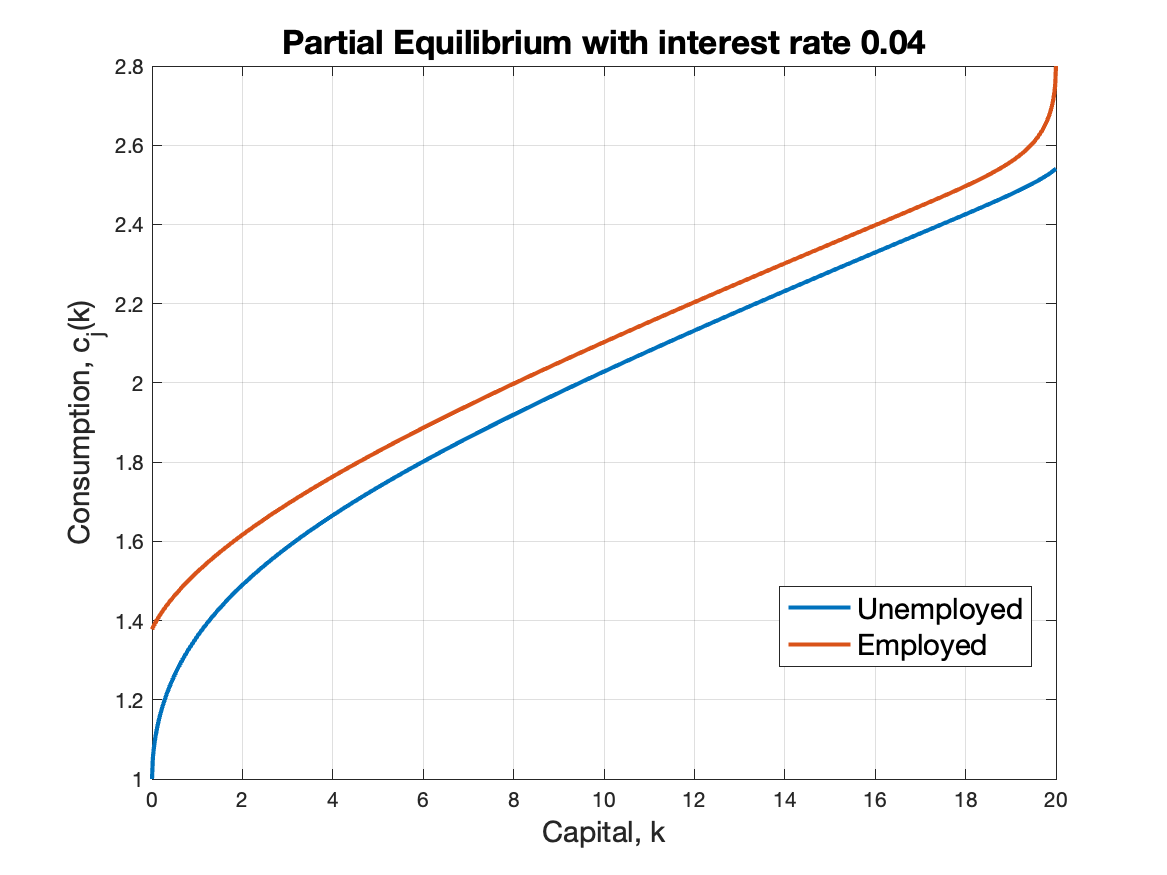 Partial Equilibrium with interest rate 0.04
2.8
2.6
2.4
2.2
2
1.8
1.6
1.4
1.2
1
Consumption, c_j(k)
Unemployed
Employed
0 2 4 6 8 10 12 14 16 18 20
Capital, k